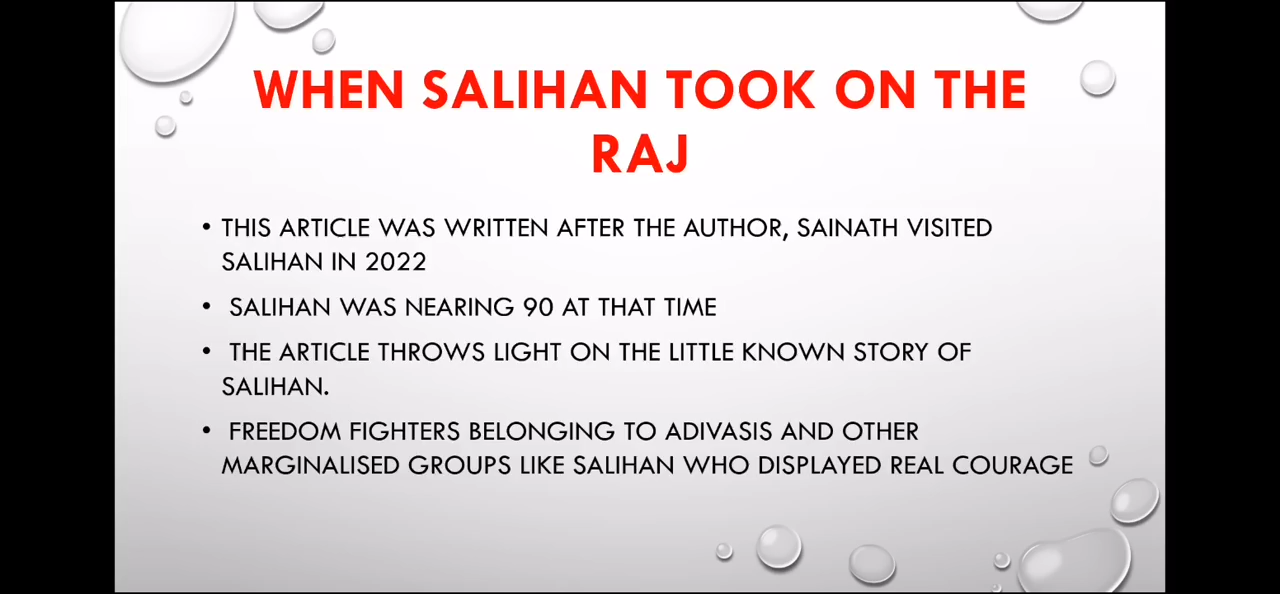 WHEN SALIHAN TOOK ON THE
RAJ
• THIS ARTICLE WAS WRITTEN AFTER THE AUTHOR, SAINATH VISITED
SALIHAN IN 2022
• SALIHAN WAS NEARING 90 AT THAT TIME
• THE ARTICLE THROWS LIGHT ON THE LITTLE KNOWN STORY OF
SALIHAN.
• FREEDOM FIGHTERS BELONGING TO ADIVASIS AND OTHER
MARGINALISED GROUPS LIKE SALIHAN WHO DISPLAYED REAL COURAGE